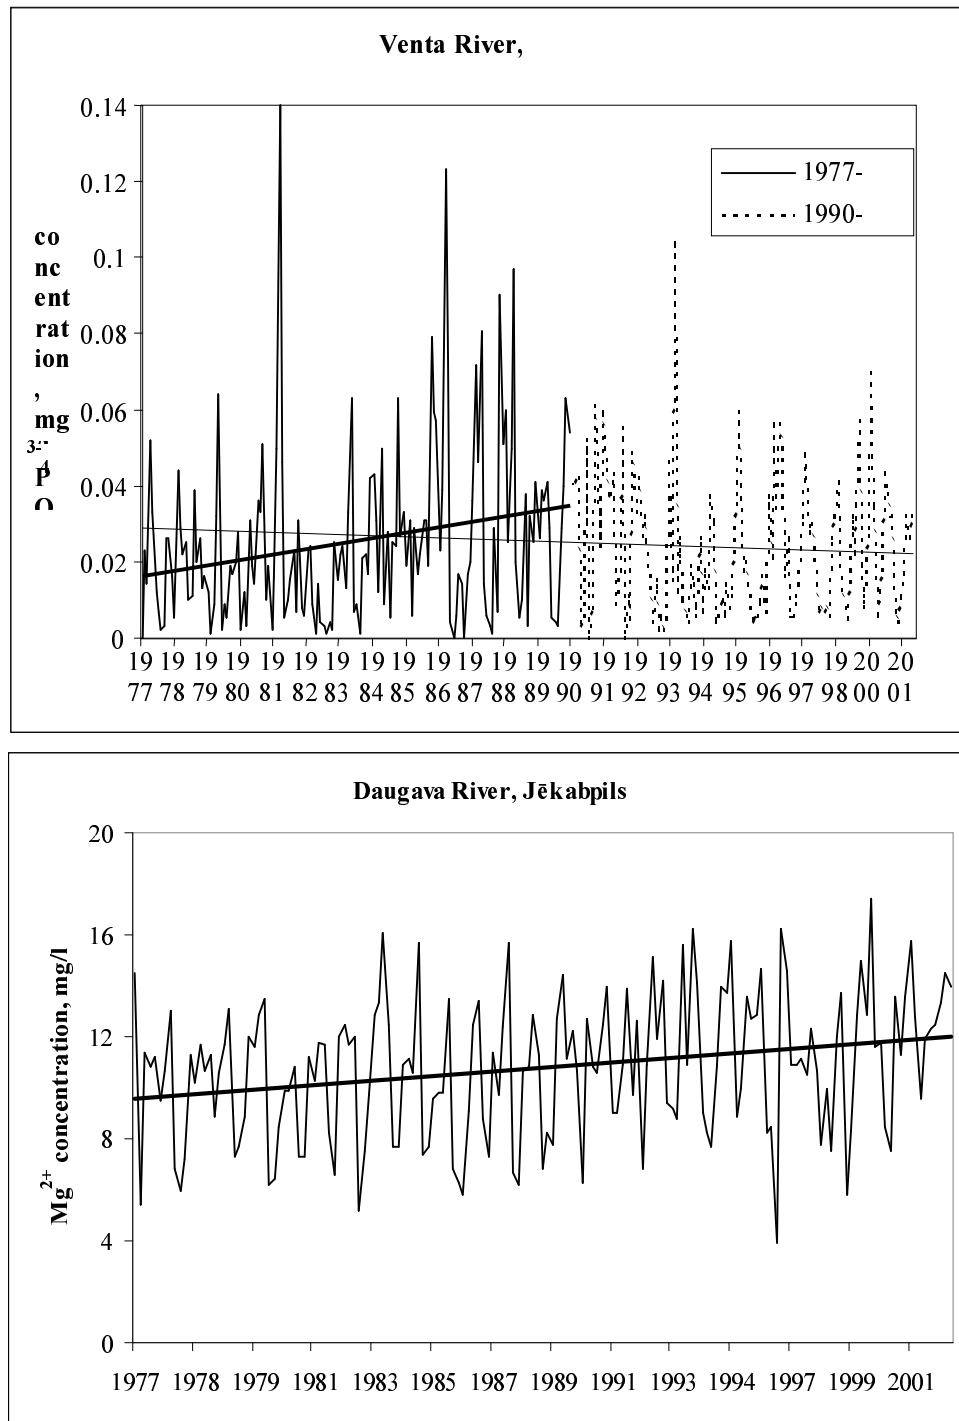 Venta River,
0.14
0.12
0.1
0.08
0.06
0.04
0.02
0
co
nc
ent
rat
ion
,
mg
3-
4
P
O
1977-
1990-
19 19 19 19 19 19 19 19 19 19 19 19 19 19 19 19 19 19 19 19 19 19 20 20
77 78 79 80 81 82 83 84 85 86 87 88 89 90 91 92 93 94 95 96 97 98 00 01
Daugava River, Jēkabpils
20
16
12
8
4
0
Mg2+ concentration, mg/l
1977 1978 1979 1981 1983 1985 1987 1989 1991 1993 1994 1997 1999 2001